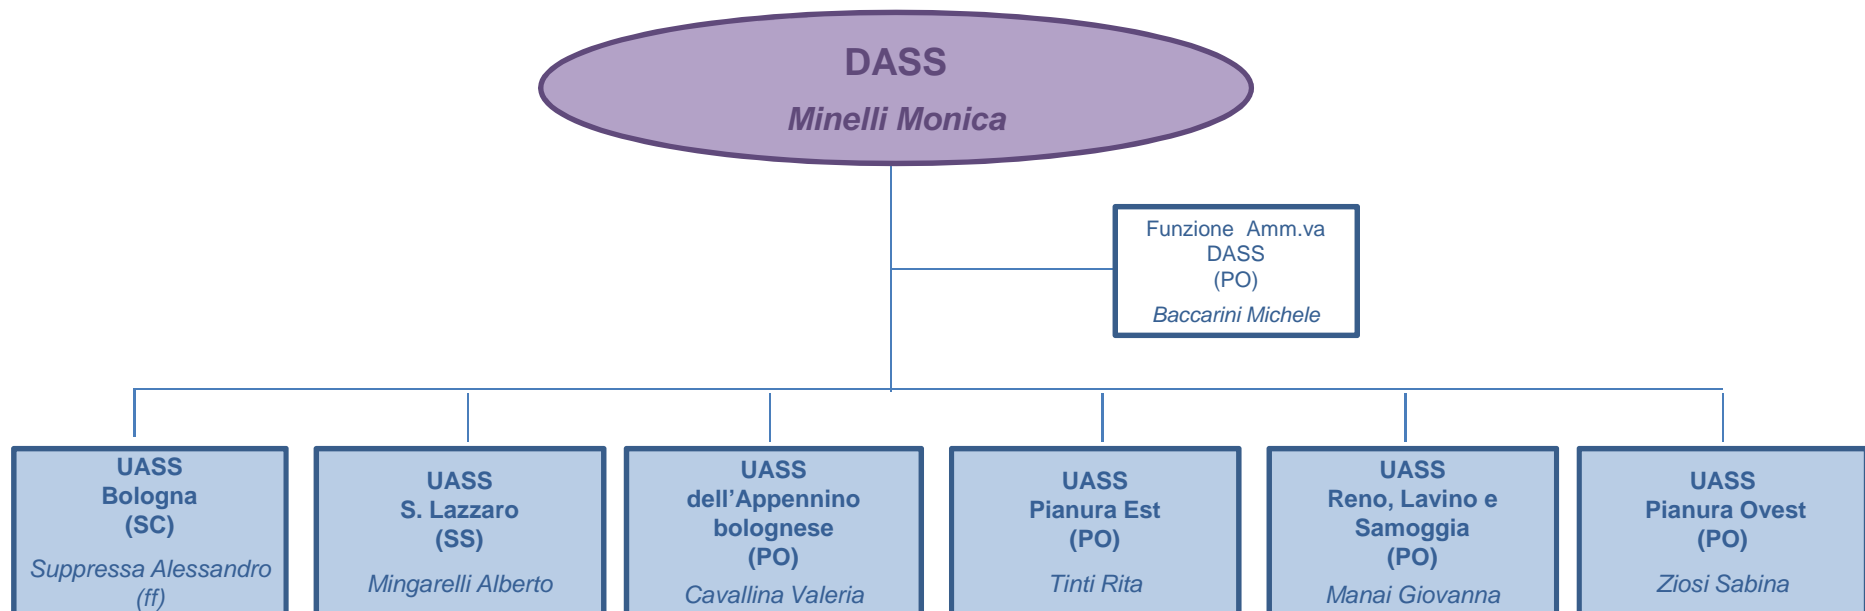 DASS
Minelli Monica
Funzione Amm.va
DASS
(PO)
Baccarini Michele
UASS
Bologna
(SC)
Suppressa Alessandro
(ff)
UASS
S. Lazzaro
(SS)
Mingarelli Alberto
UASS
dell'Appennino
bolognese
(PO)
Cavallina Valeria
UASS
Pianura Est
(PO)
Tinti Rita
UASS
Reno, Lavino e
Samoggia
(PO)
Manai Giovanna
UASS
Pianura Ovest
(PO)
Ziosi Sabina